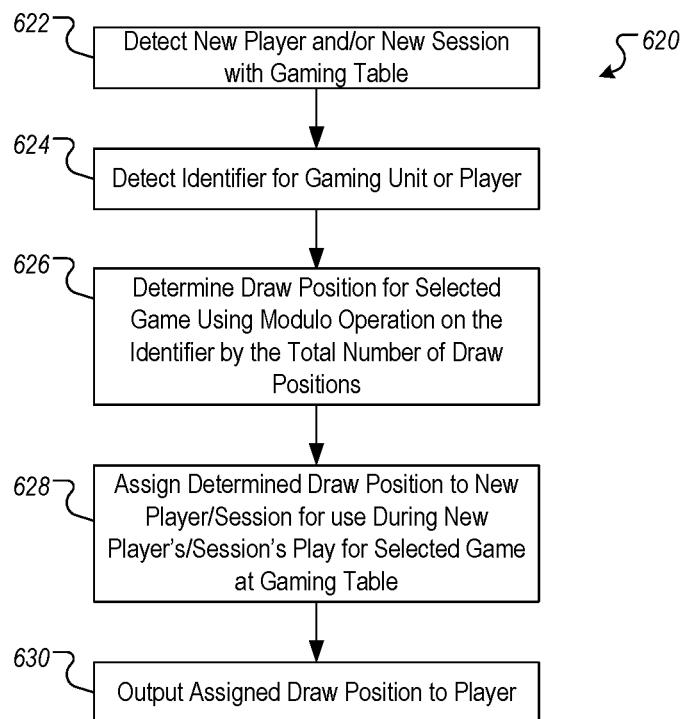 622
Detect New Player and/or New Session
with Gaming Table
620
624
Detect Identifier for Gaming Unit or Player
626
Determine Draw Position for Selected
Game Using Modulo Operation on the
Identifier by the Total Number of Draw
Positions
628
Assign Determined Draw Position to New
Player/Session for use During New
Player's/Session's Play for Selected Game
at Gaming Table
630
Output Assigned Draw Position to Player